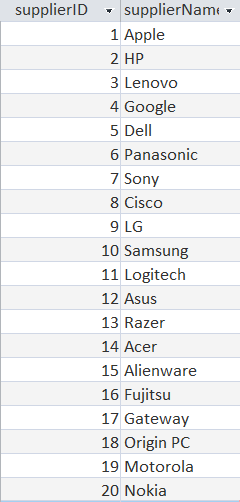 supplierID supplierName
1 Apple
2 HP
3 Lenovo
4 Google
5 Dell
6 Panasonic
7 Sony
8 Cisco
9 LG
10 Samsung
11 Logitech
12 Asus
13 Razer
14 Acer
15 Alienware
16 Fujitsu
17 Gateway
18 Origin PC
19 Motorola
20 Nokia